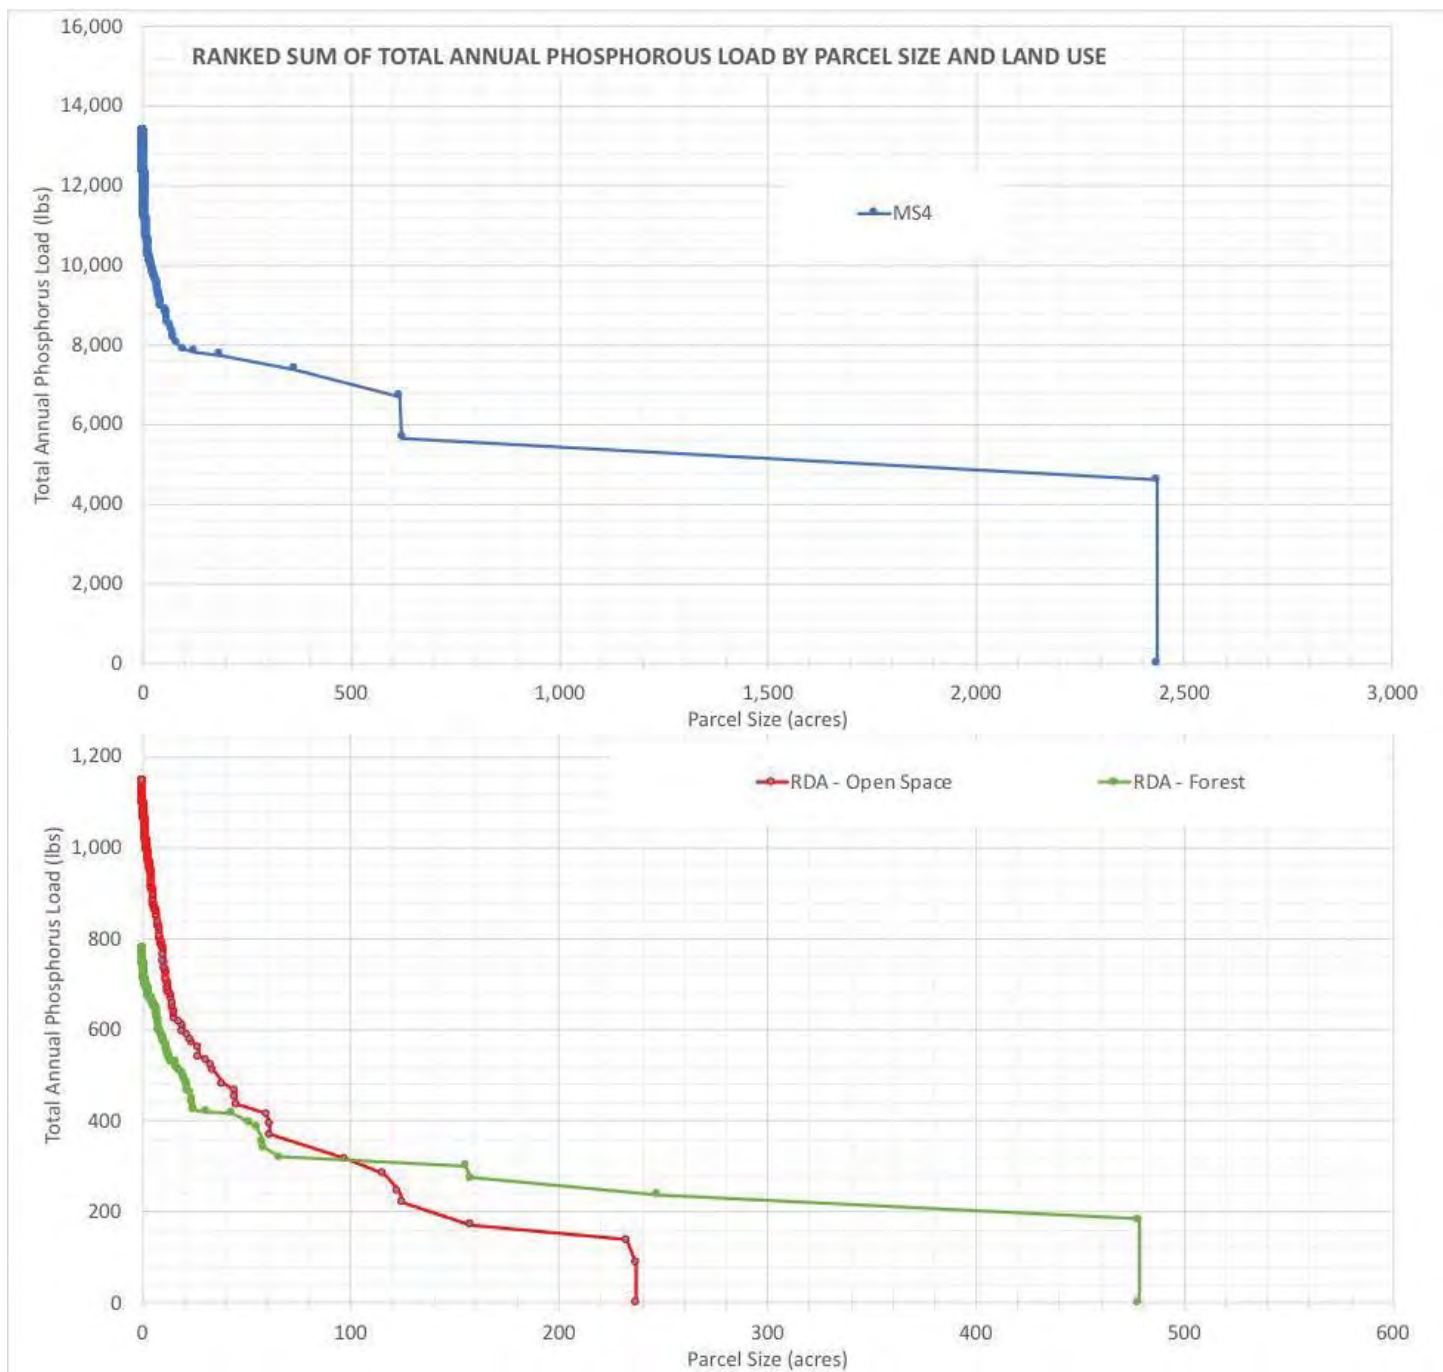 RANKED SUM OF TOTAL ANNUAL PHOSPHOROUS LOAD BY PARCEL SIZE AND LAND USE
Total Annual Phosphorus Load (lbs)
16,000
14,000
12,000
10,000
8,000
6,000
4,000
2,000
0
MS4
0 500 1,000 1,500 2,000 2,500 3,000
Parcel Size (acres)
Total Annual Phosphorus Load (lbs)
1,200
1,000
800
600
400
200
0
RDA - Open Space RDA - Forest
0 100 200 300 400 500 600
Parcel Size (acres)